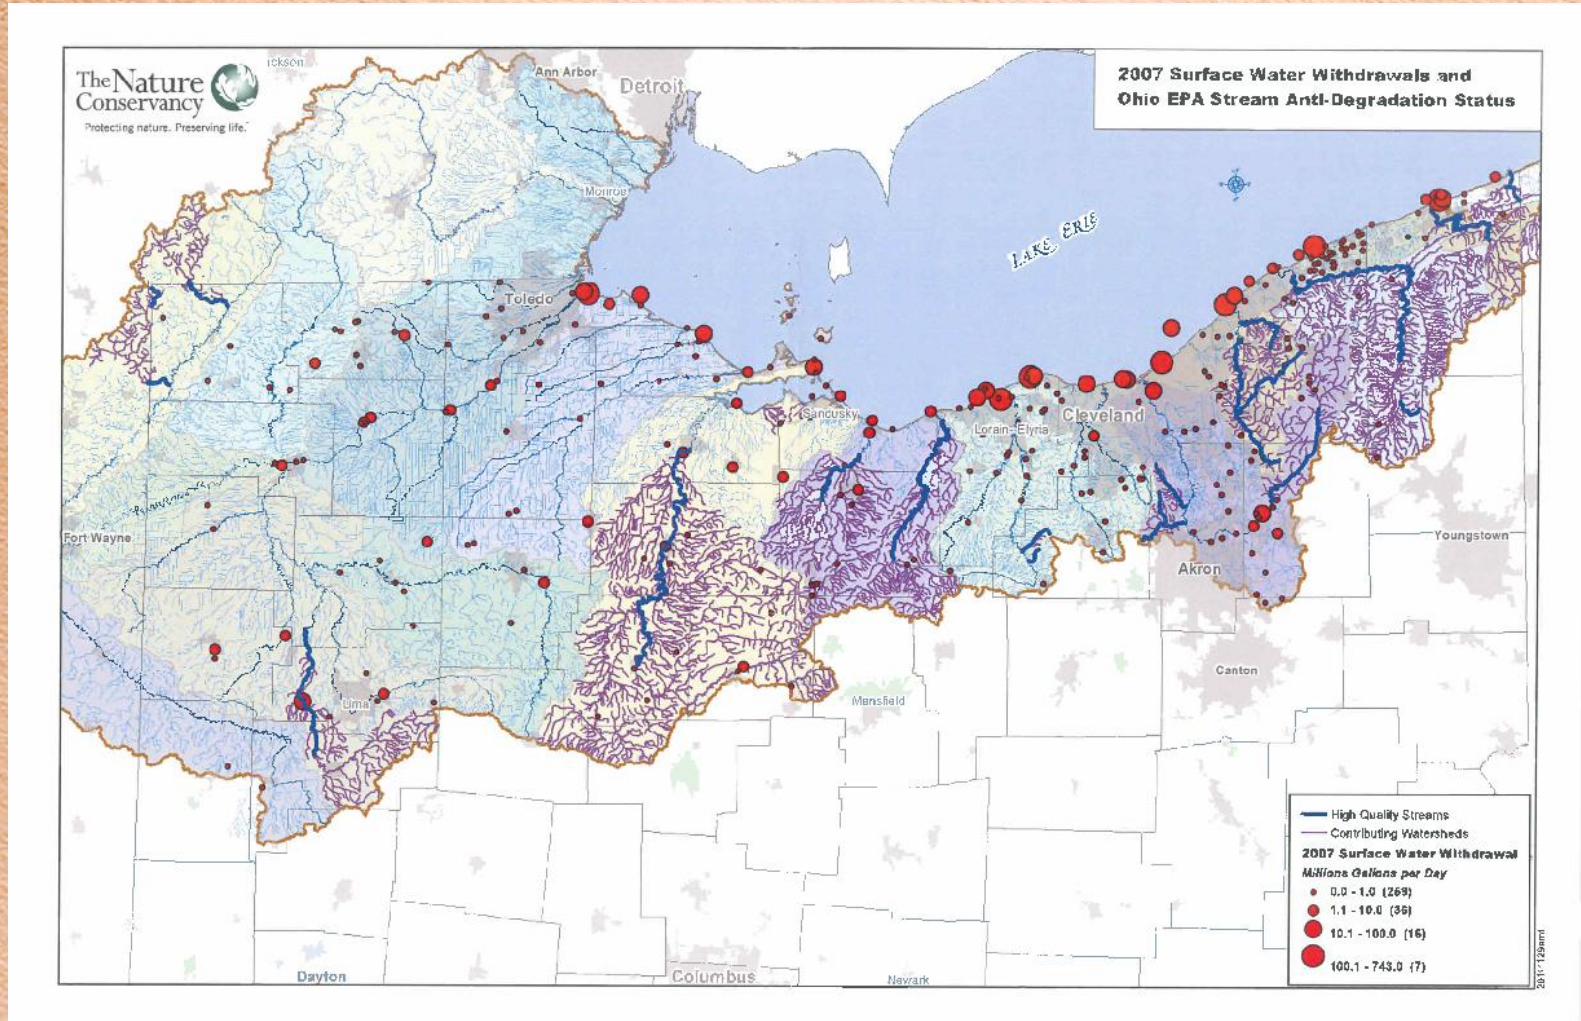 The Nature
Conservancy
Protecting nature. Preserving life.
2007 Surface Water Withdrawals and
Ohio EPA Stream Anti-Degradation Status
Ann Arbor
Detroit
Monroe
LAKE ERIE
Toledo
Sandusky
Lorain-Elyria
Cleveland
Fort Wayne
Youngstown
Akron
Lima
Mansfield
Canton
Dayton
Columbus
Newark
High Quality Streams
Contributing Watersheds
2007 Surface Water Withdrawal
Millions Gallons per Day
0.0 - 1.0 (269)
1.1 - 10.0 (36)
10.1 - 100.0 (16)
100.1 - 743.0 (7)